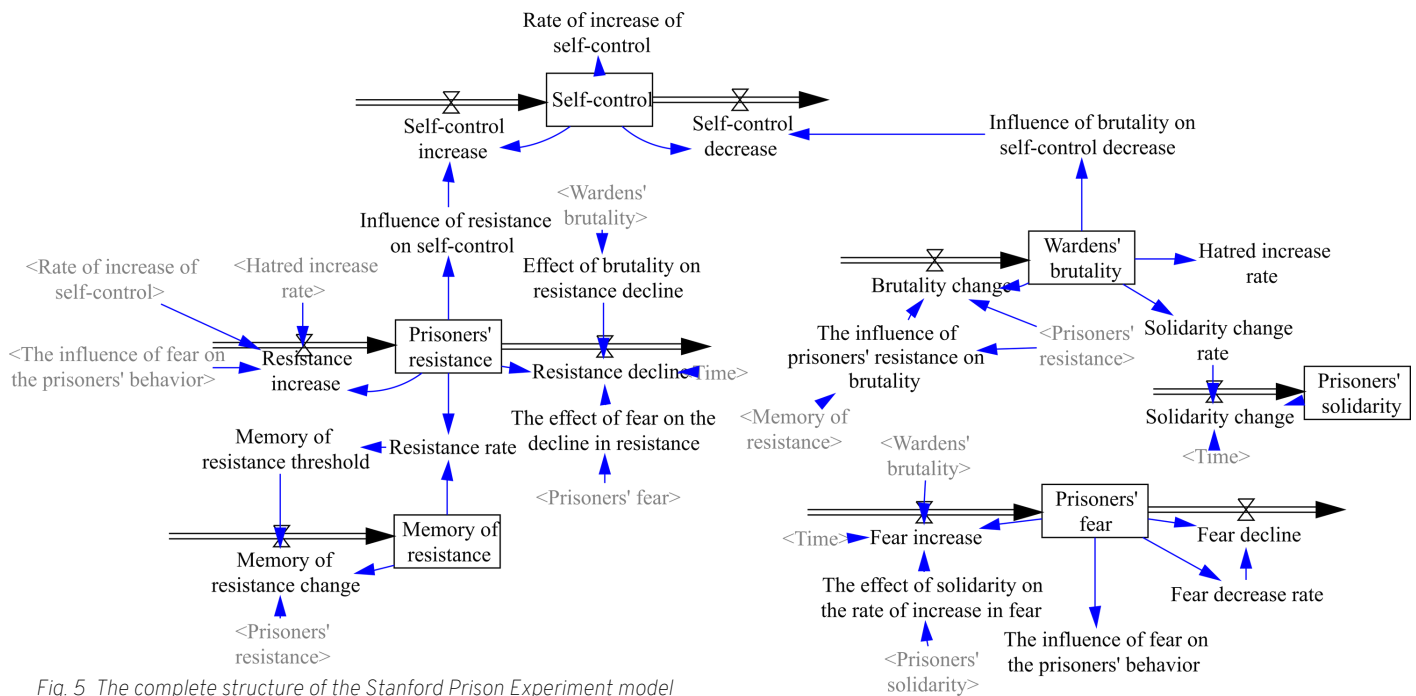 Rate of increase of
self-control
Self-control
Self-control
increase
Self-control
decrease
Influence of brutality on
self-control decrease
<Wardens'
brutality>
Influence of resistance
on self-control
<Rate of increase of
self-control>
<Hatred increase
rate>
Effect of brutality on
resistance decline
Wardens'
brutality
Hatred increase
rate
Brutality change
<The influence of fear on
the prisoners' behavior>
Resistance
increase
Prisoners'
resistance
Resistance decline
<Time>
The influence of
prisoners' resistance on
brutality
<Prisoners'
resistance>
Solidarity change
rate
Prisoners'
solidarity
Solidarity change
<Time>
<Memory of
resistance>
Memory of
resistance threshold
Resistance rate
The effect of fear on the
decline in resistance
<Prisoners' fear>
<Wardens'
brutality>
Memory of
resistance
Memory of
resistance change
<Prisoners'
resistance>
Prisoners'
fear
<Time>
Fear increase
Fear decline
The effect of solidarity on
the rate of increase in fear
Fear decrease rate
<Prisoners'
solidarity>
The influence of fear on
the prisoners' behavior
Fig. 5 The complete structure of the Stanford Prison Experiment model